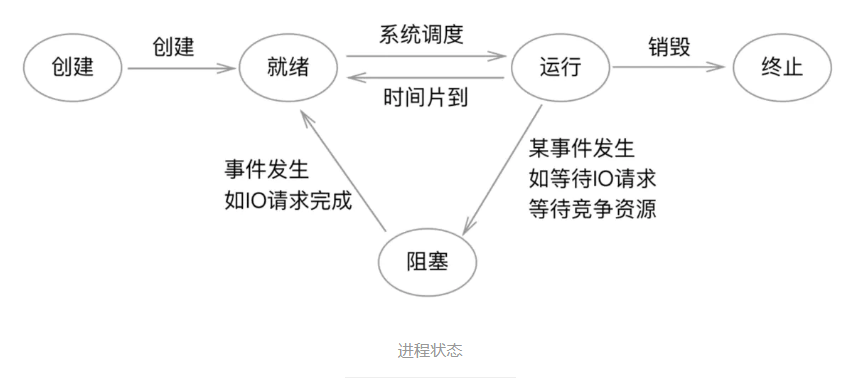 创建
创建
就绪
系统调度
时间片到
运行
销毁
终止
事件发生
如IO请求完成
某事件发生
如等待IO请求
等待竞争资源
阻塞
进程状态